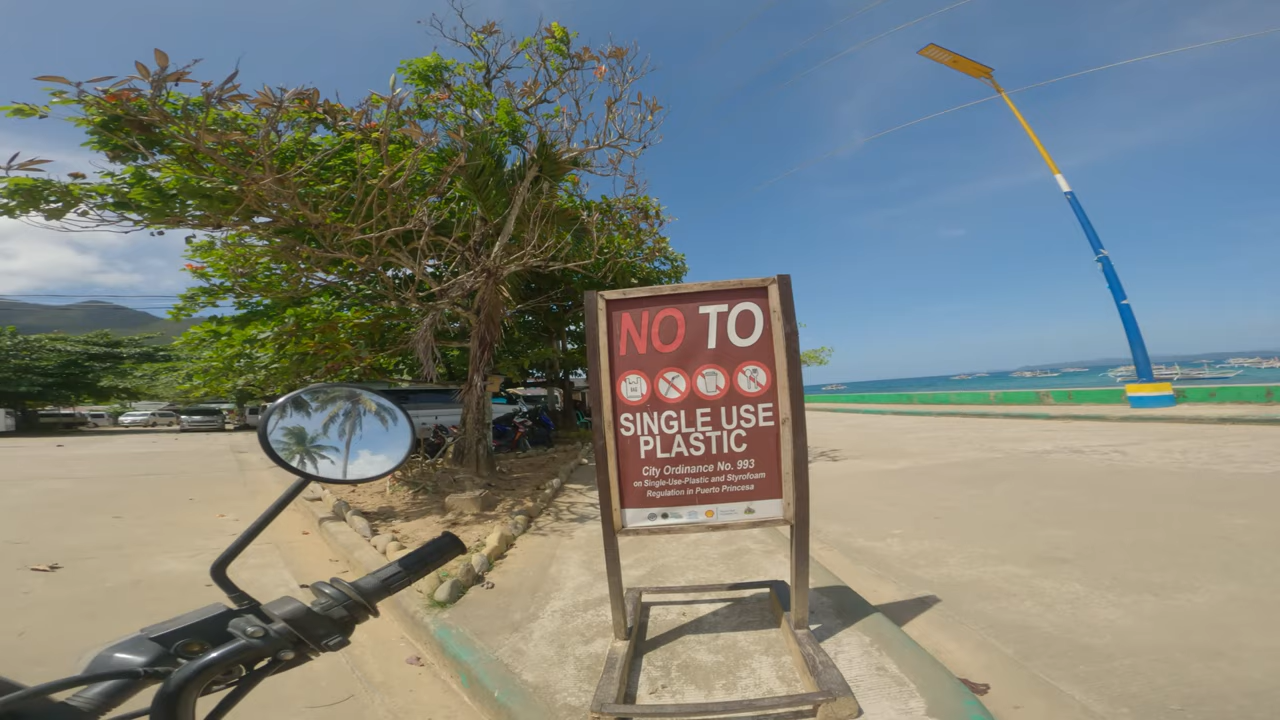 NO TO
SINGLE USE
PLASTIC
City Ordinance No. 993
on Single-Use-Plastic and Styrofoam
Regulation in Puerto Princesa